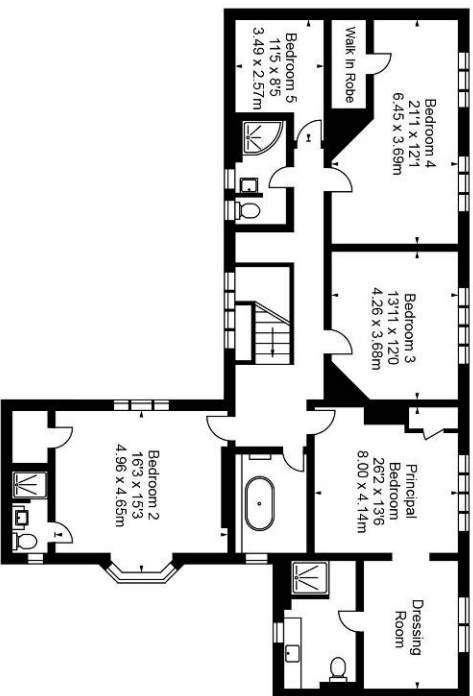 Bedroom 5
11'5 x 8'5
3.49 x 2.57m
Walk In Robe
Bedroom 4
21'1 x 12'1
6.45 x 3.69m
Bedroom 3
13'11 x 12'0
4.26 x 3.68m
Principal
Bedroom
26'2 x 13'6
8.00 x 4.14m
Dressing
Room
Bedroom 2
16'3 x 15'3
4.96 x 4.65m